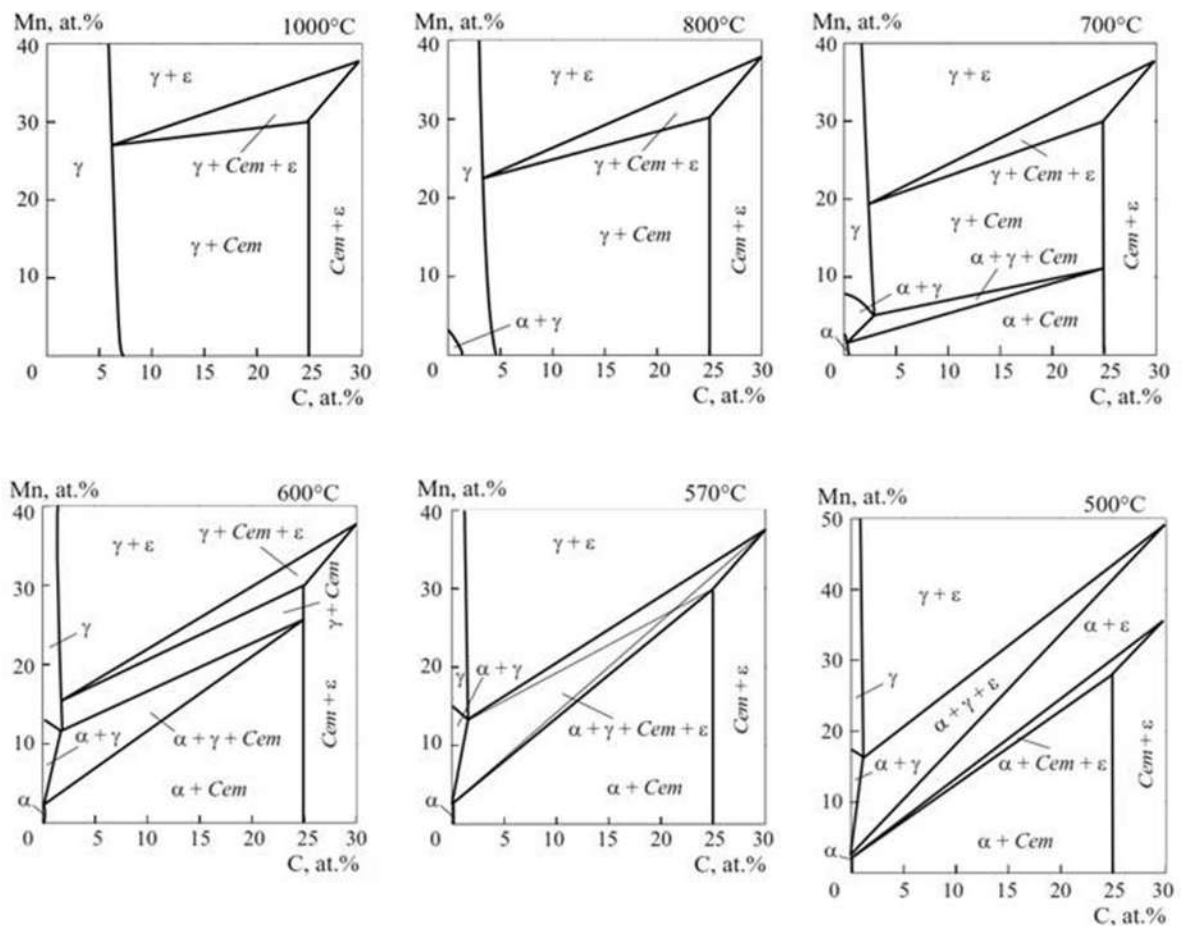 Mn, at.% 1000°C
40
γ + ε
30
γ + Cem + ε
γ
20
γ + Cem
Cem + ε
10
0 5 10 15 20 25 30
C, at.%
Mn, at.% 800°C
40
γ + ε
30
γ + Cem + ε
γ
20
γ + Cem
Cem + ε
10
α + γ
0 5 10 15 20 25 30
C, at.%
Mn, at.% 700°C
40
γ + ε
30
γ + Cem + ε
20
γ + Cem
γ
α + γ + Cem
Cem + ε
10
α + γ
α + Cem
α
0 5 10 15 20 25 30
C, at.%
Mn, at.% 600°C
40
γ + Cem + ε
γ + ε
30
γ + Cem
γ
20
α + γ
α + γ + Cem
Cem + ε
10
α + Cem
α
0 5 10 15 20 25 30
C, at.%
Mn, at.% 570°C
40
γ + ε
30
20
γ
α + γ
α + γ + Cem + ε
Cem + ε
10
α + Cem
α
0 5 10 15 20 25 30
C, at.%
Mn, at.% 500°C
50
40
γ + ε
α + ε
30
γ
α + γ + ε
20
α + γ
α + Cem + ε
Cem + ε
10
α + Cem
α
0 5 10 15 20 25 30
C, at.%